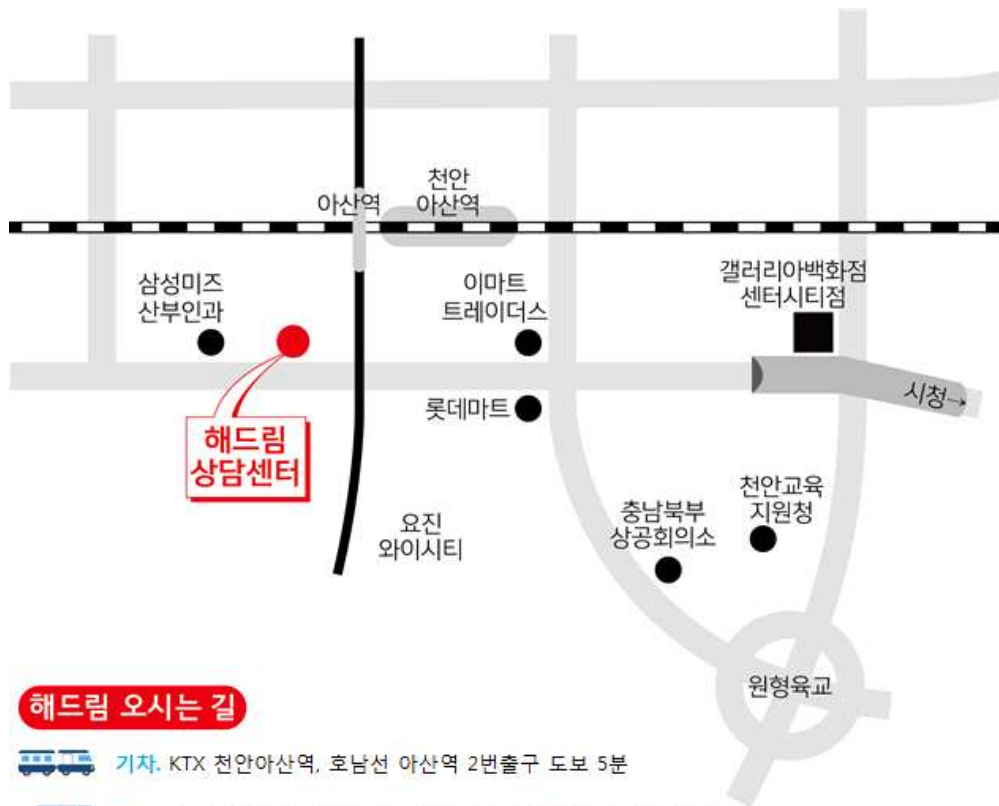 천안
아산역
아산역
삼성미즈
산부인과
이마트
트레이더스
갤러리아백화점
센터시티점
롯데마트
시청→
해드림
상담센터
요진
와이시티
충남북부
상공회의소
천안교육
지원청
원형육교
해드림 오시는 길
기차. KTX 천안아산역, 호남선 아산역 2번출구 도보 5분